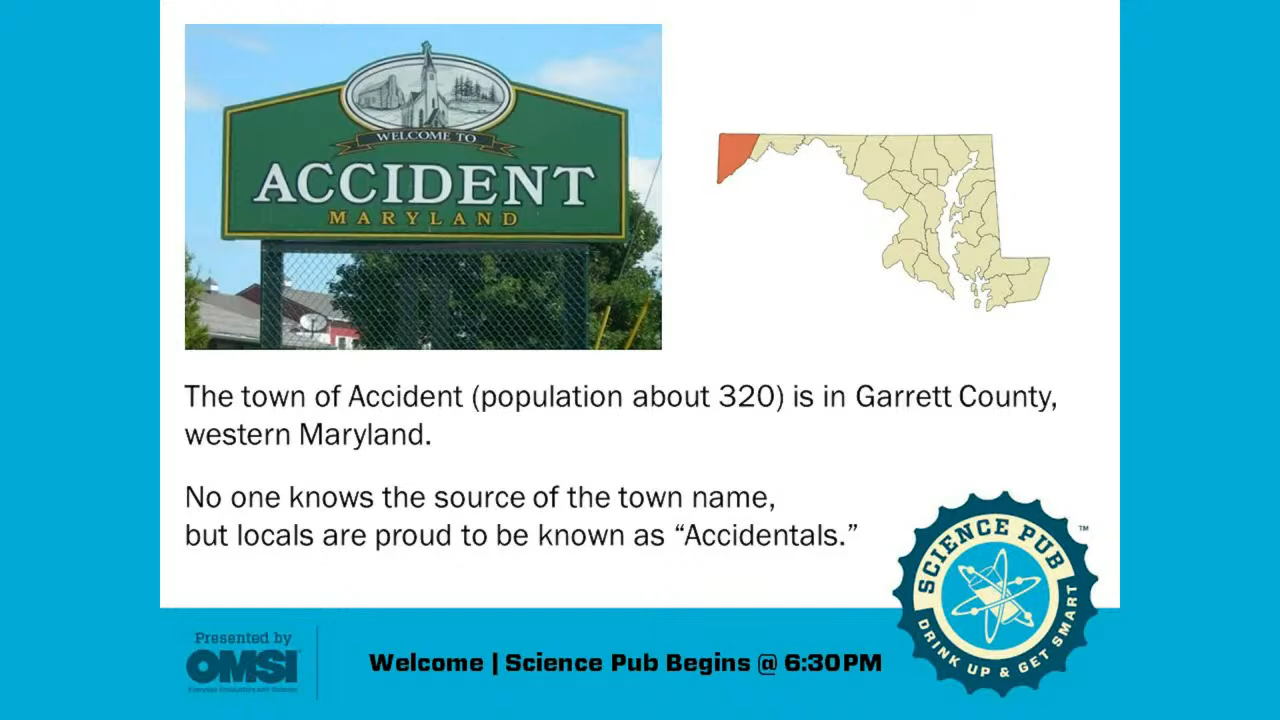 WELCOME TO
ACCIDENT
MARYLAND
The town of Accident (population about 320) is in Garrett County,
western Maryland.
No one knows the source of the town name,
but locals are proud to be known as “Accidentals.”
SCIENCE PUB
DRINK UP & GET SMART
™
Presented by
OMSI
Welcome | Science Pub Begins @ 6:30PM